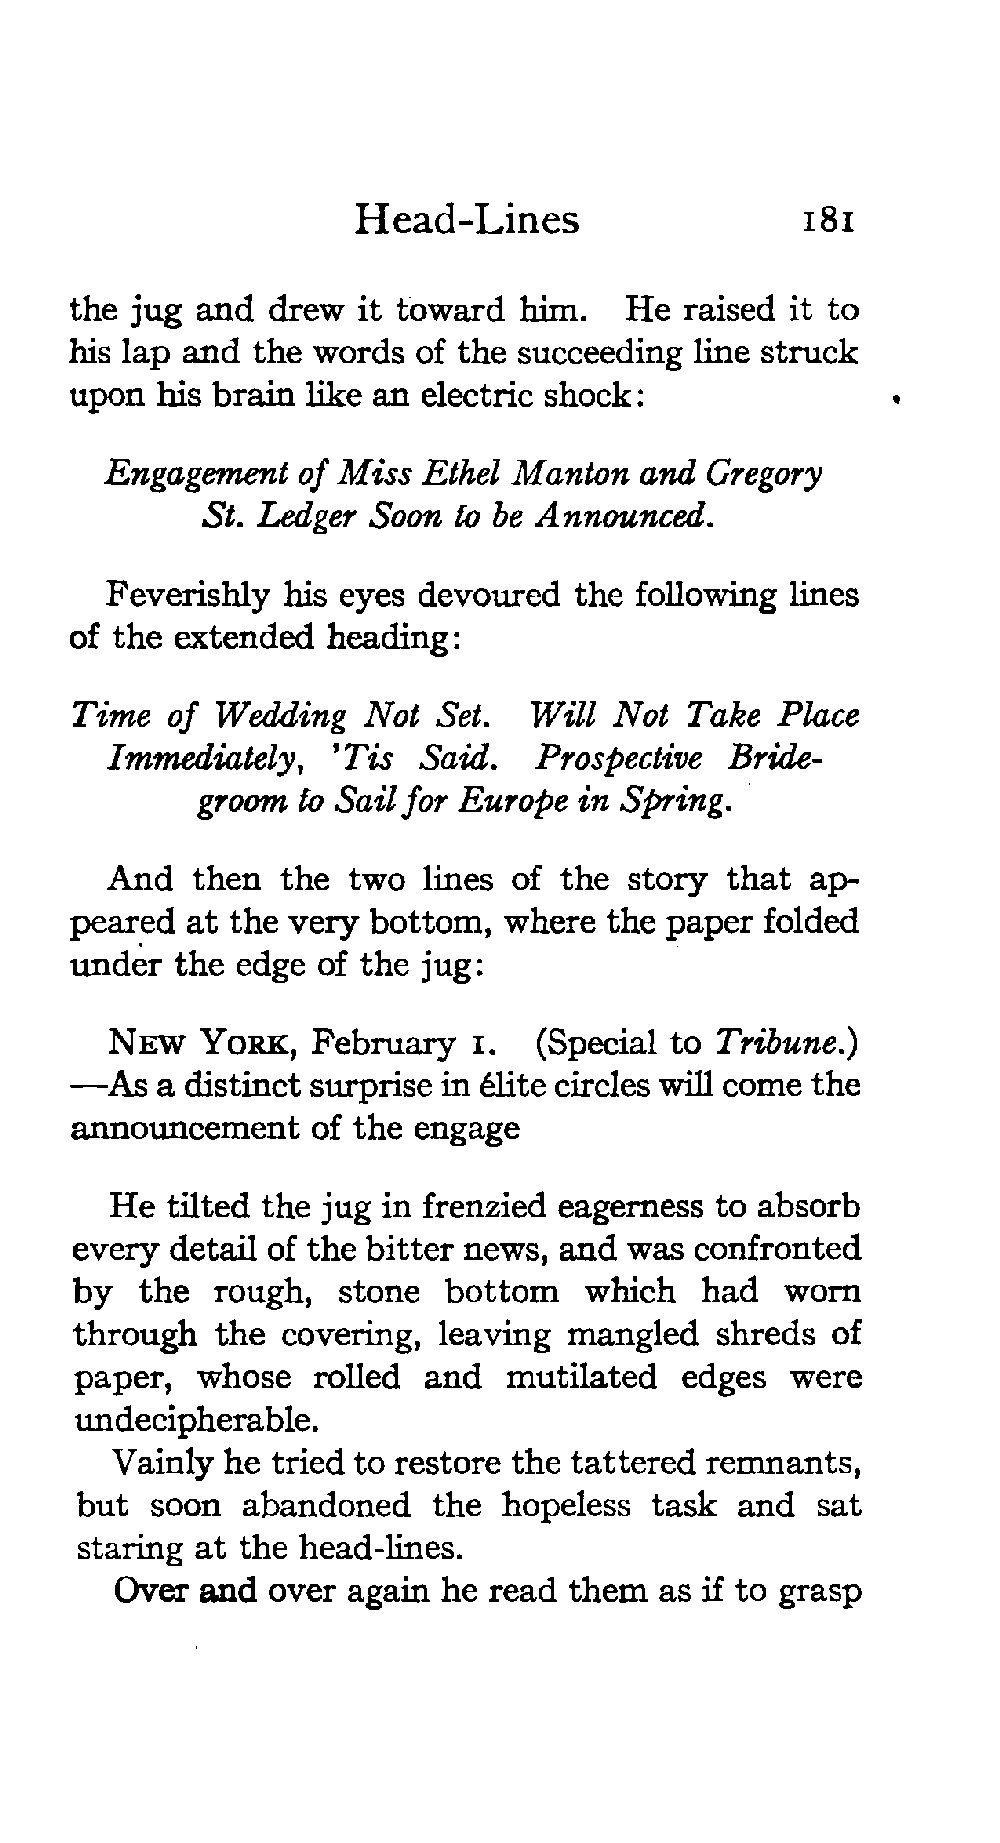 Head-Lines 181
the jug and drew it toward him. He raised it to
his lap and the words of the succeeding line struck
upon his brain like an electric shock:
Engagement of Miss Ethel Manton and Gregory
St. Ledger Soon to be Announced.
Feverishly his eyes devoured the following lines
of the extended heading:
Time of Wedding Not Set. Will Not Take Place
Immediately, 'Tis Said. Prospective Bride-
groom to Sail for Europe in Spring.
And then the two lines of the story that ap-
peared at the very bottom, where the paper folded
under the edge of the jug:
NEW YORK, February 1. (Special to Tribune.)
—As a distinct surprise in élite circles will come the
announcement of the engage
He tilted the jug in frenzied eagerness to absorb
every detail of the bitter news, and was confronted
by the rough, stone bottom which had worn
through the covering, leaving mangled shreds of
paper, whose rolled and mutilated edges were
undecipherable.
Vainly he tried to restore the tattered remnants,
but soon abandoned the hopeless task and sat
staring at the head-lines.
Over and over again he read them as if to grasp